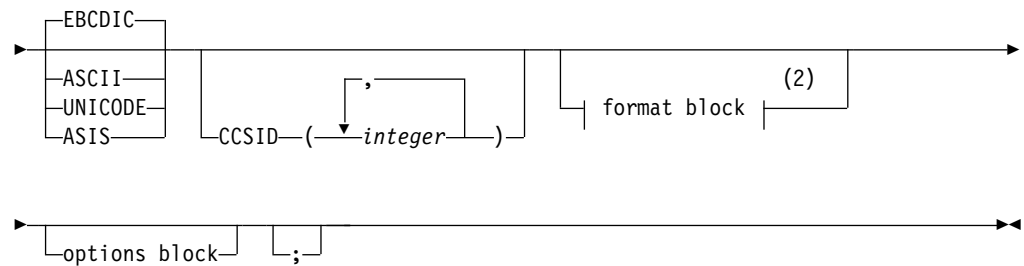 EBCDIC
ASCII
UNICODE
ASIS
CCSID ( , integer )
format block (2)
options block ;